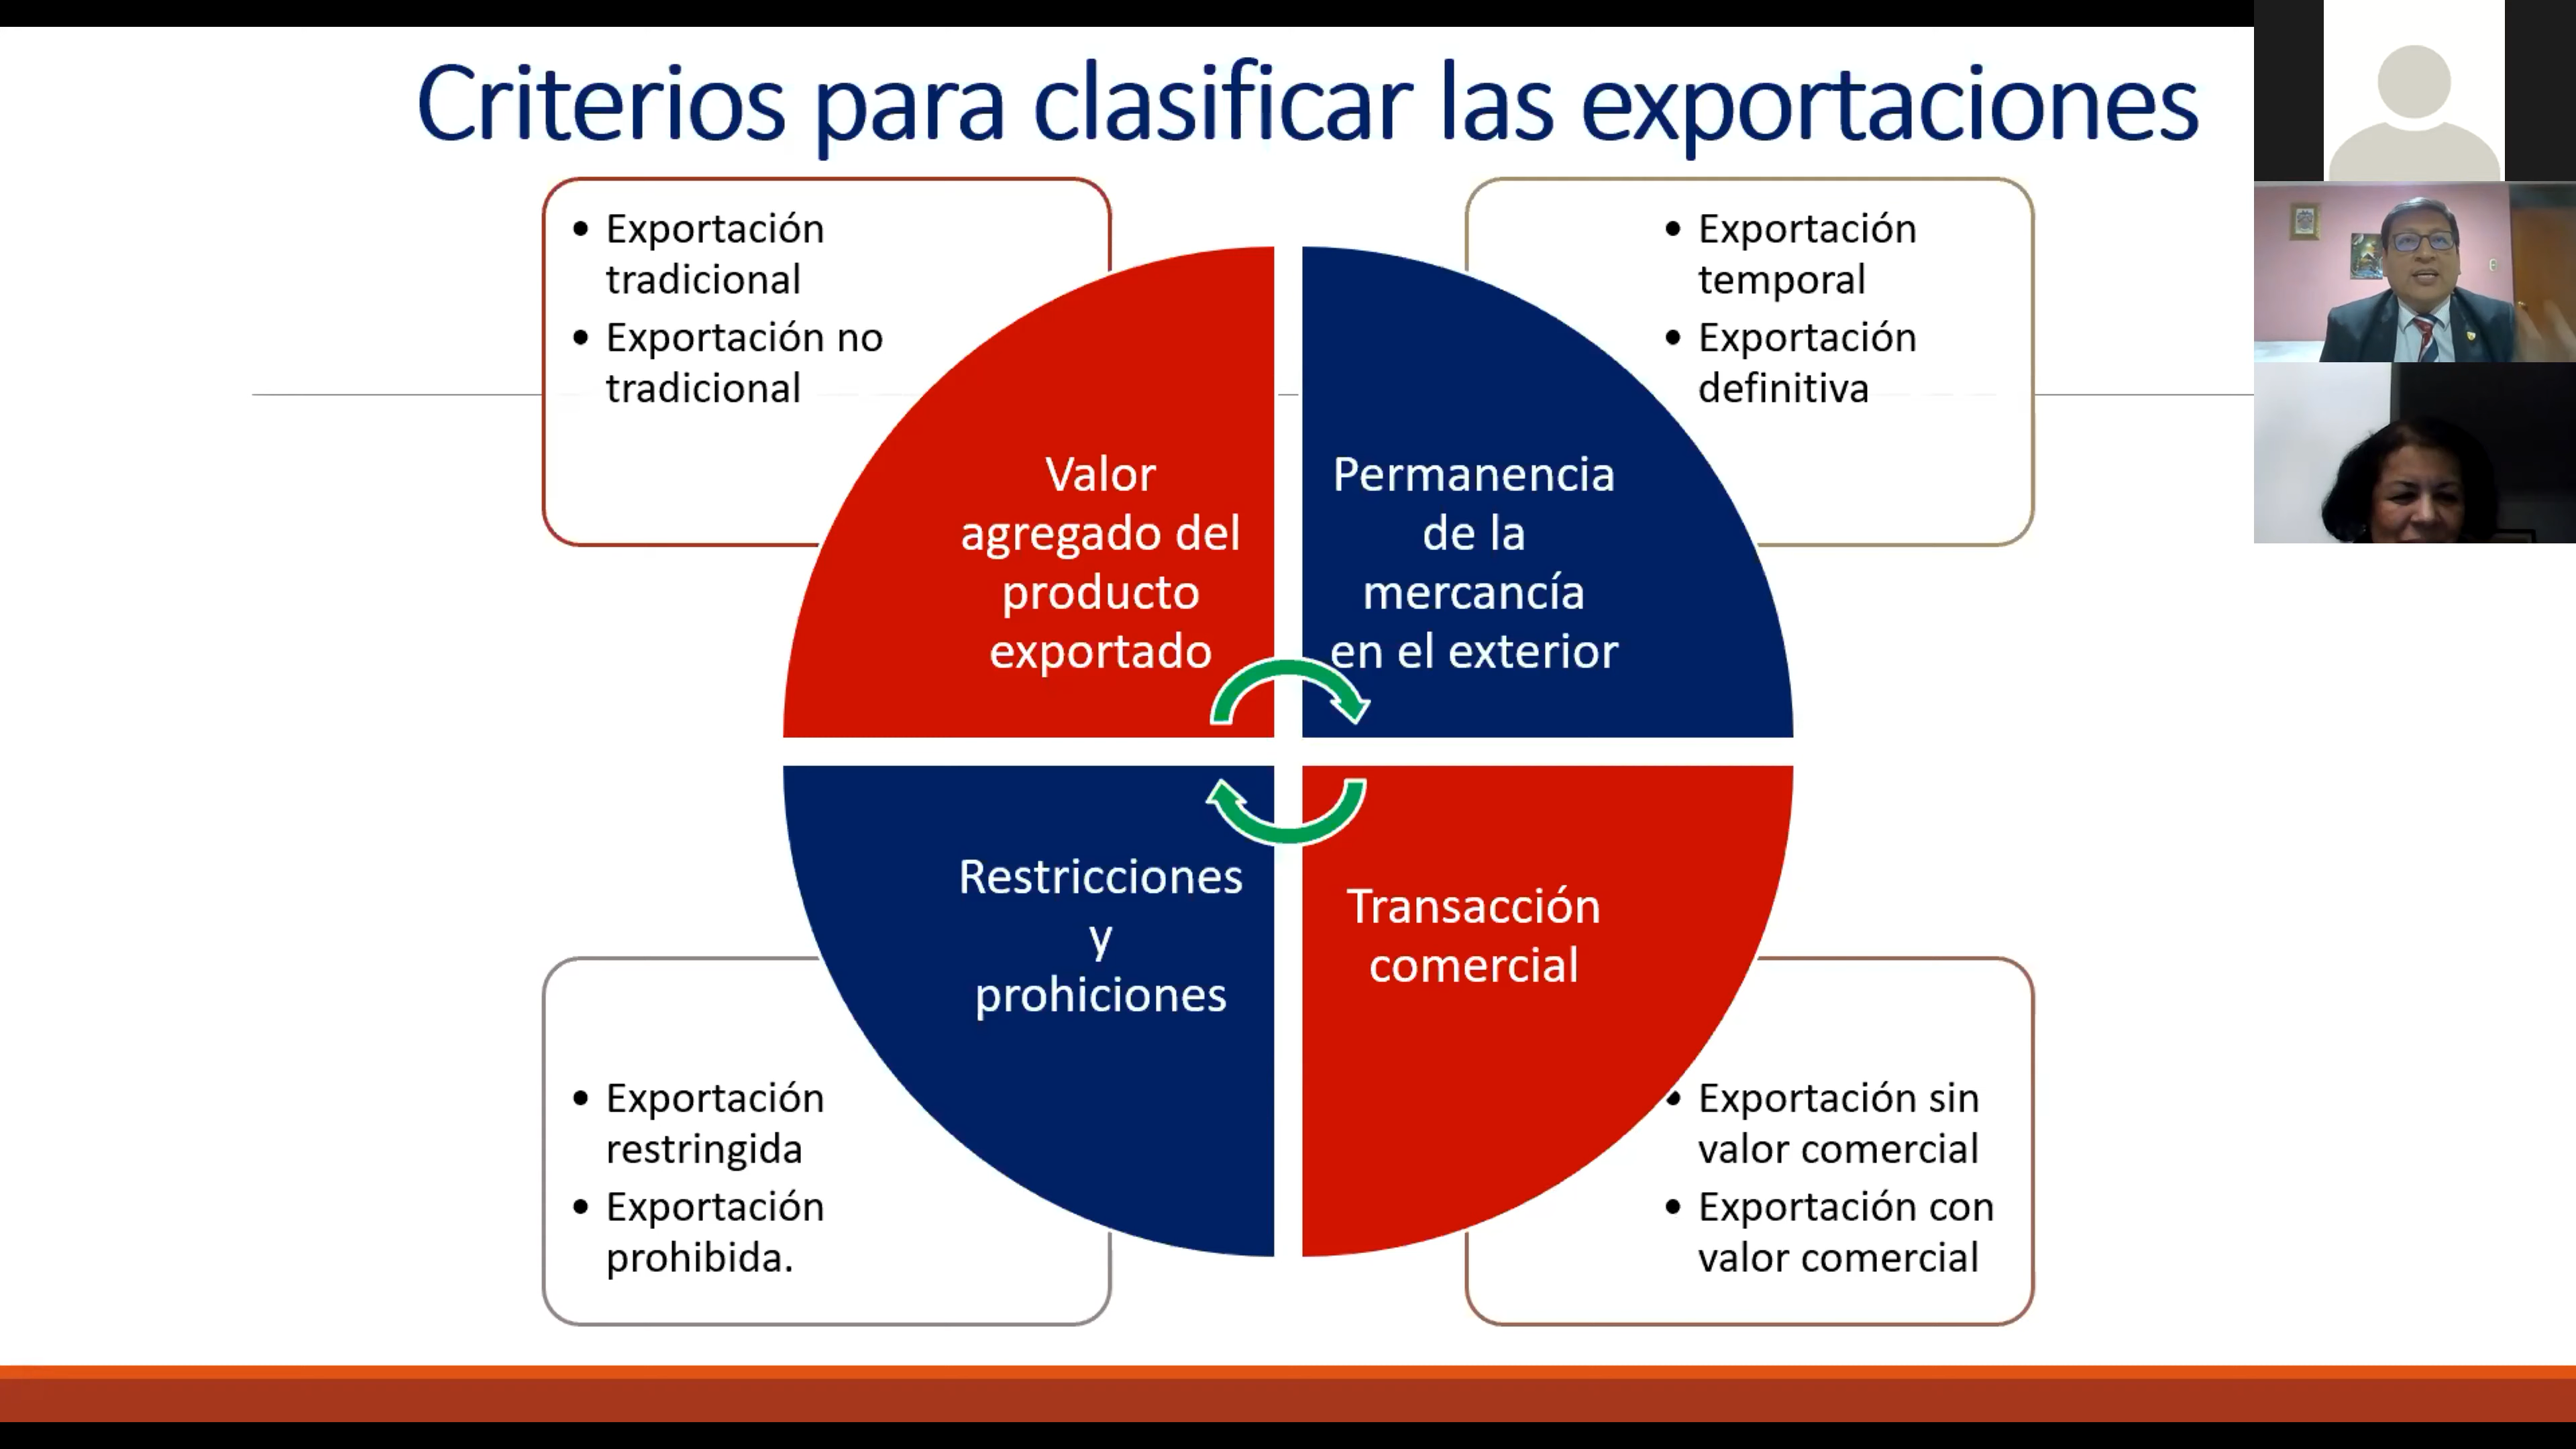 Criterios para clasificar las exportaciones
• Exportación
tradicional
• Exportación no
tradicional
• Exportación
temporal
• Exportación
definitiva
Valor
agregado del
producto
exportado
Permanencia
de la
mercancía
en el exterior
Restricciones
y
prohiciones
Transacción
comercial
• Exportación
restringida
• Exportación
prohibida.
• Exportación sin
valor comercial
• Exportación con
valor comercial